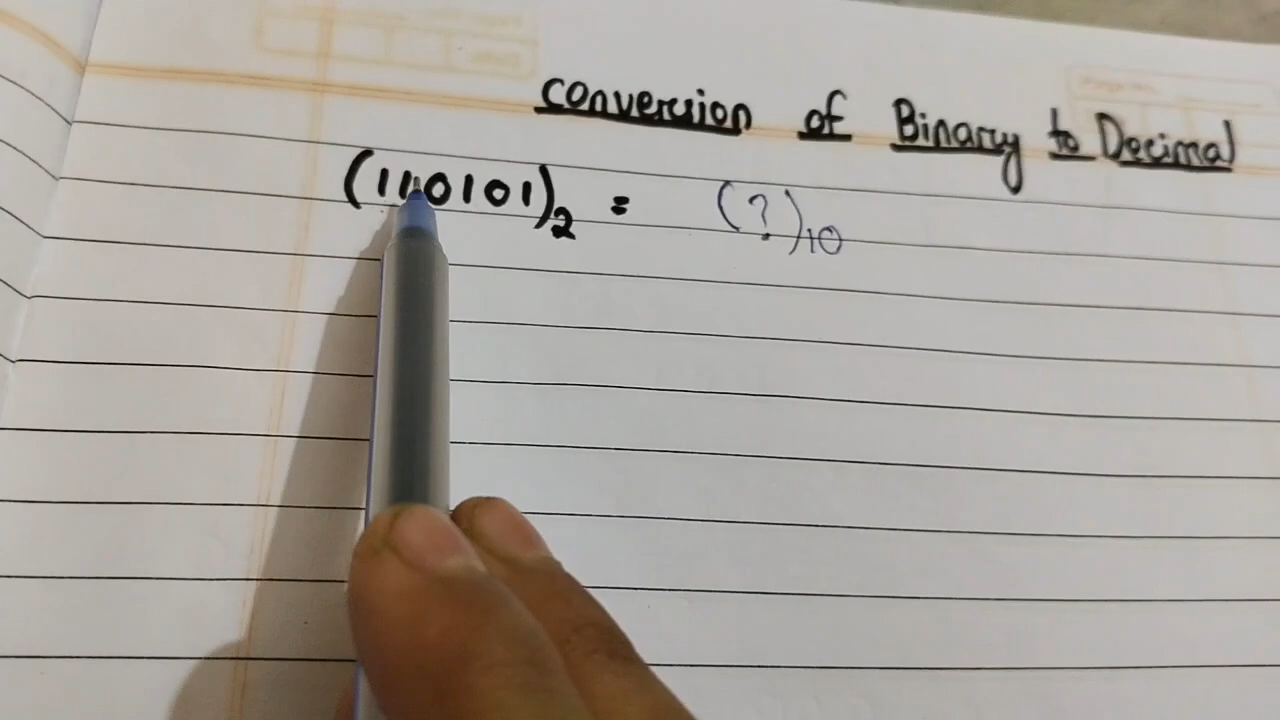 Conversion of Binary to Decimal
(110101)₂ = (?)₁₀